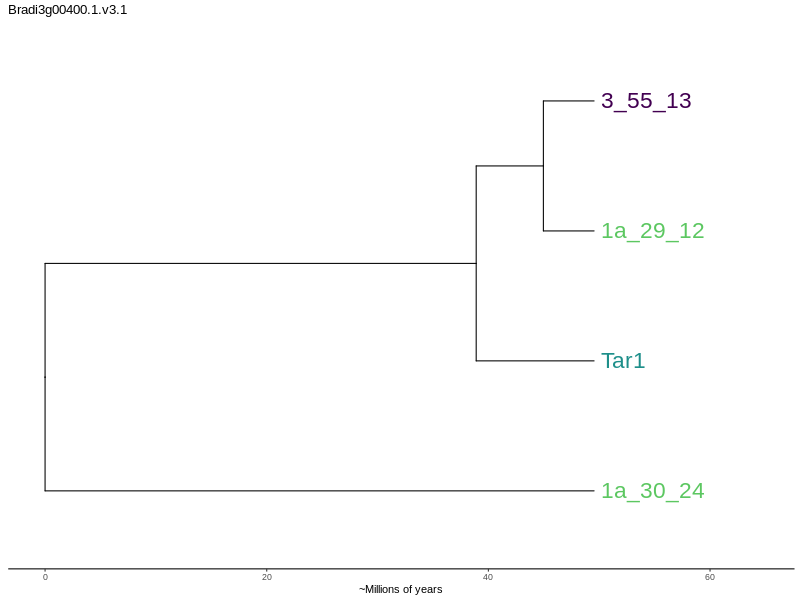 Bradi3g00400.1.v3.1
3_55_13
1a_29_12
Tar1
1a_30_24
0 20 40 60
~Millions of years